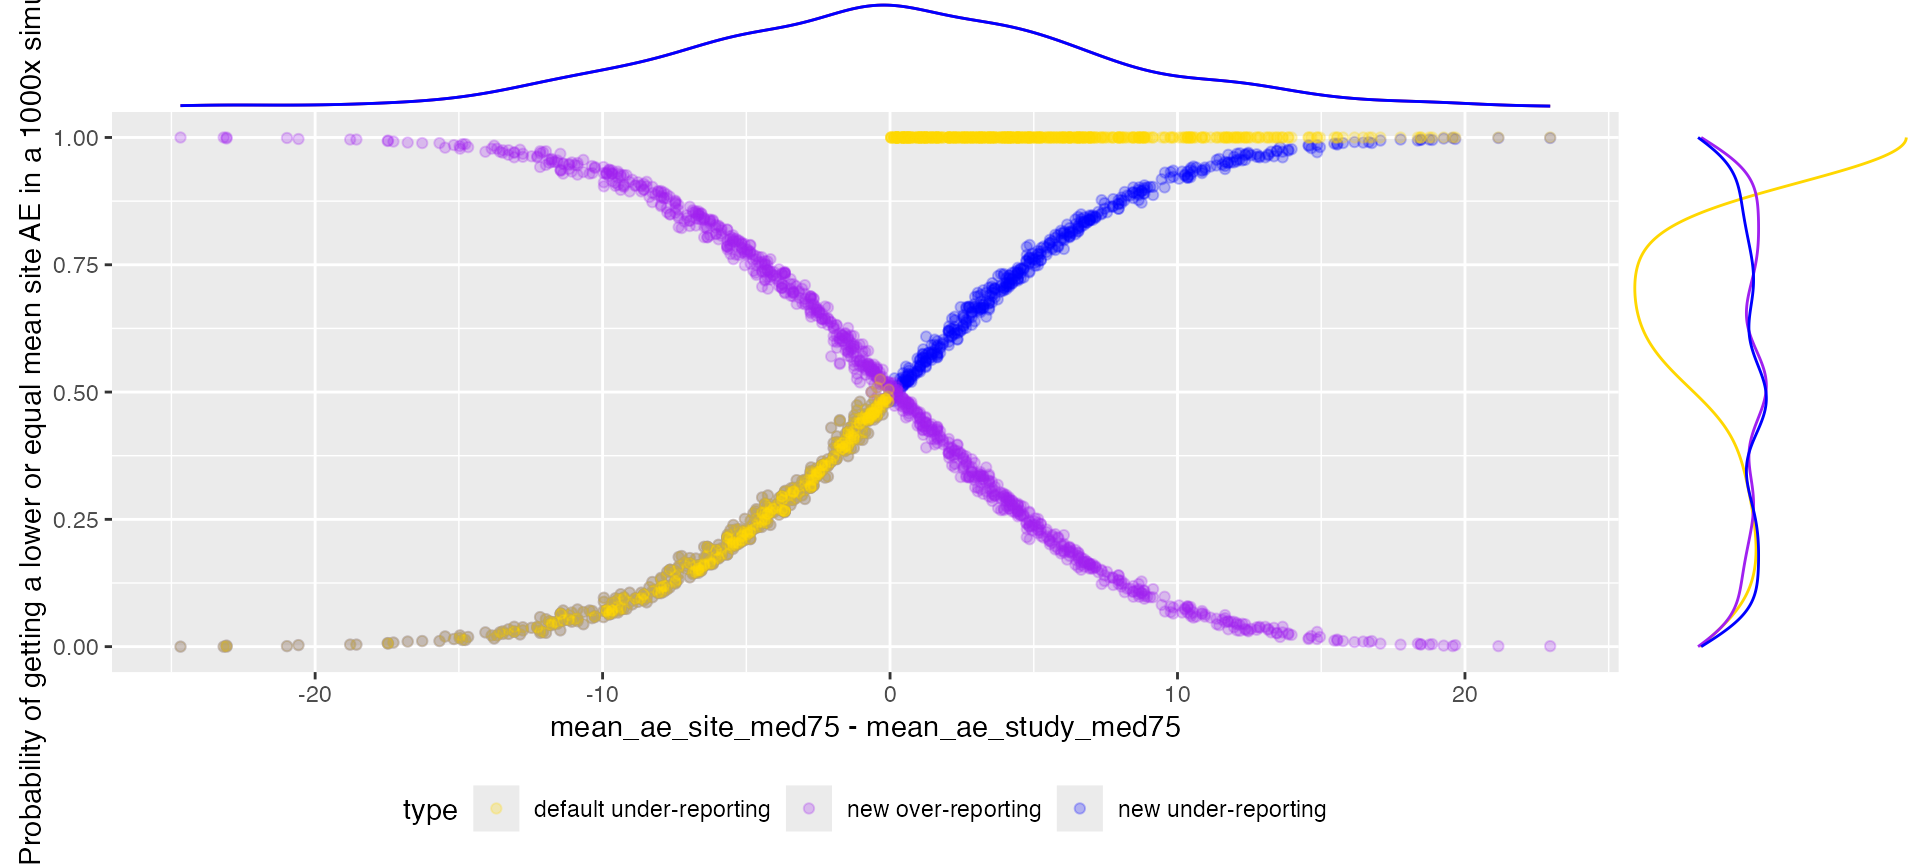 Probability of getting a lower or equal mean site AE in a 1000x
1.00
0.75
0.50
0.25
0.00
-20
-10
0
10
20
mean_ae_site_med75 - mean_ae_study_med75
type
default under-reporting
new over-reporting
new under-reporting